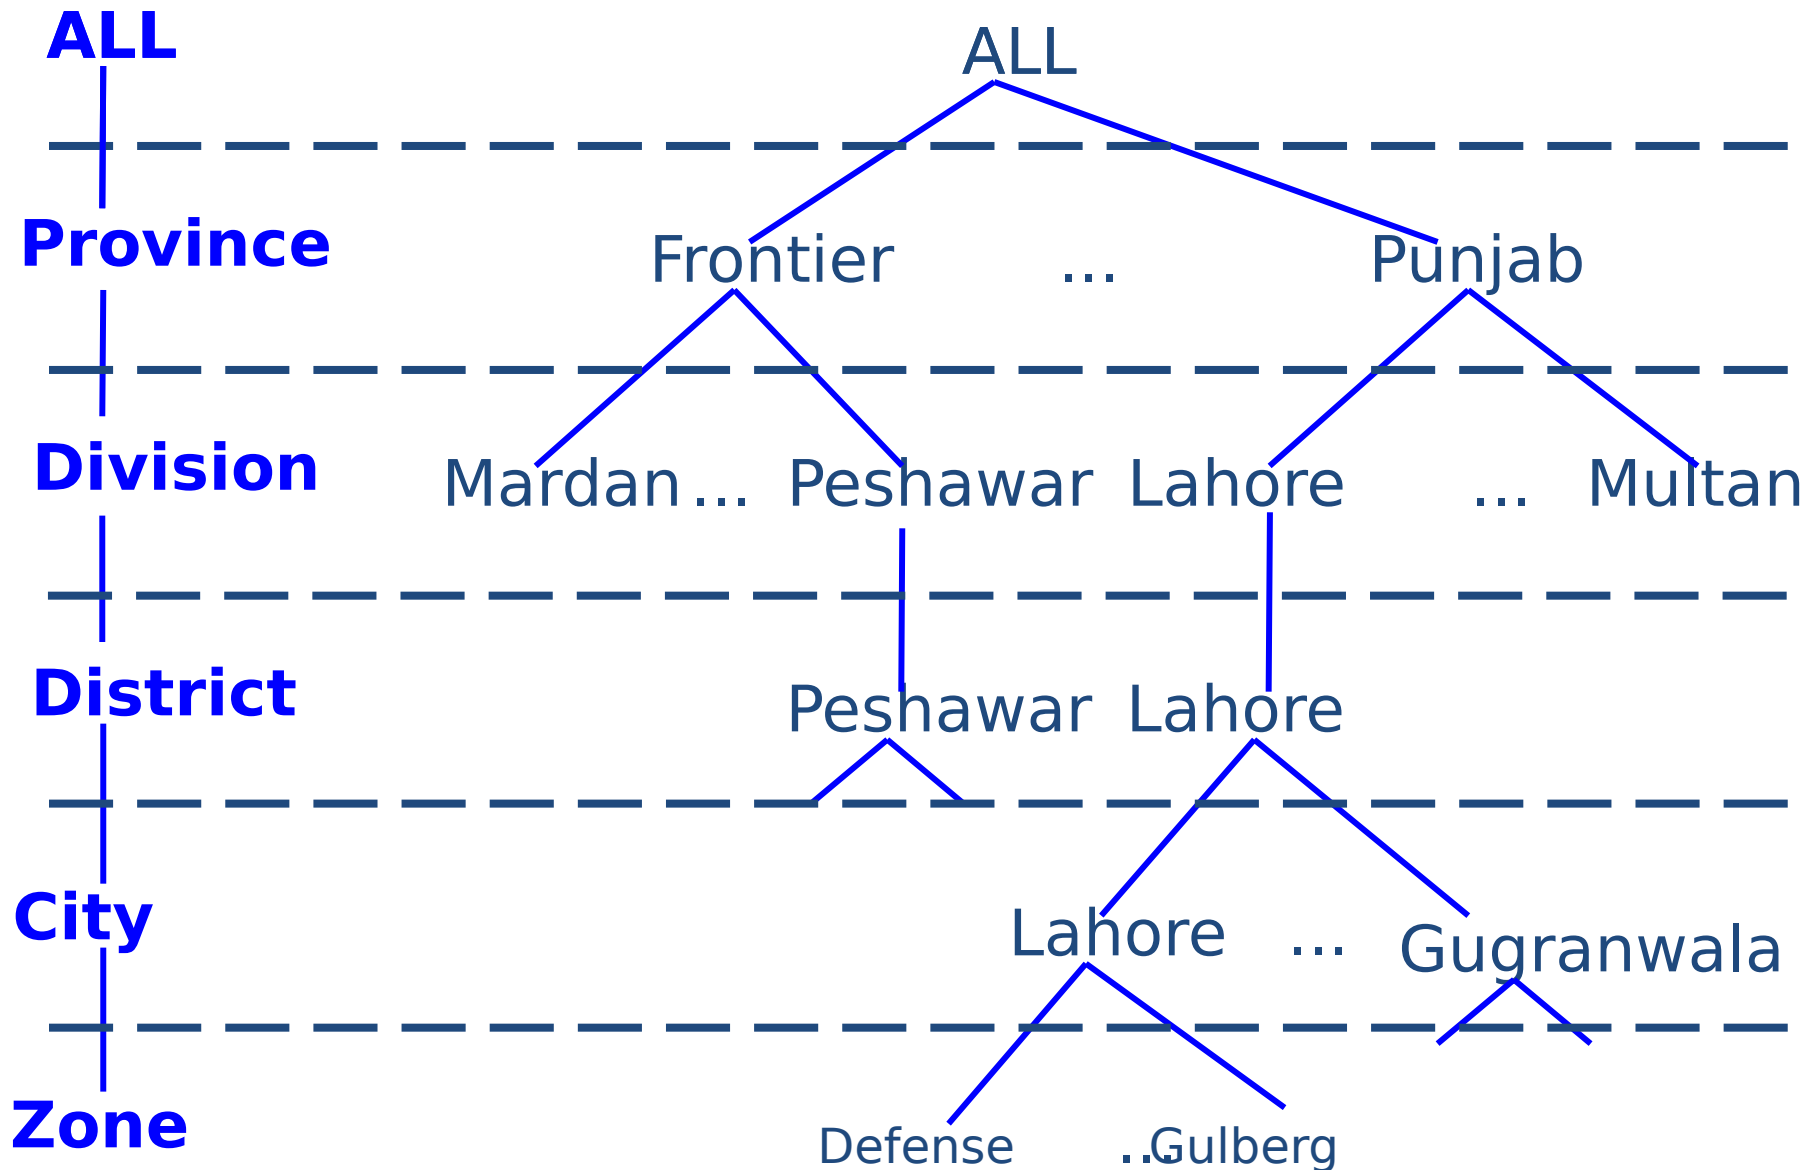 ALL
ALL
Province
Frontier ... Punjab
Division
Mardan ... Peshawar Lahore ... Multan
District
Peshawar Lahore
City
Lahore ... Gugranwala
Zone
Defense ... Gulberg